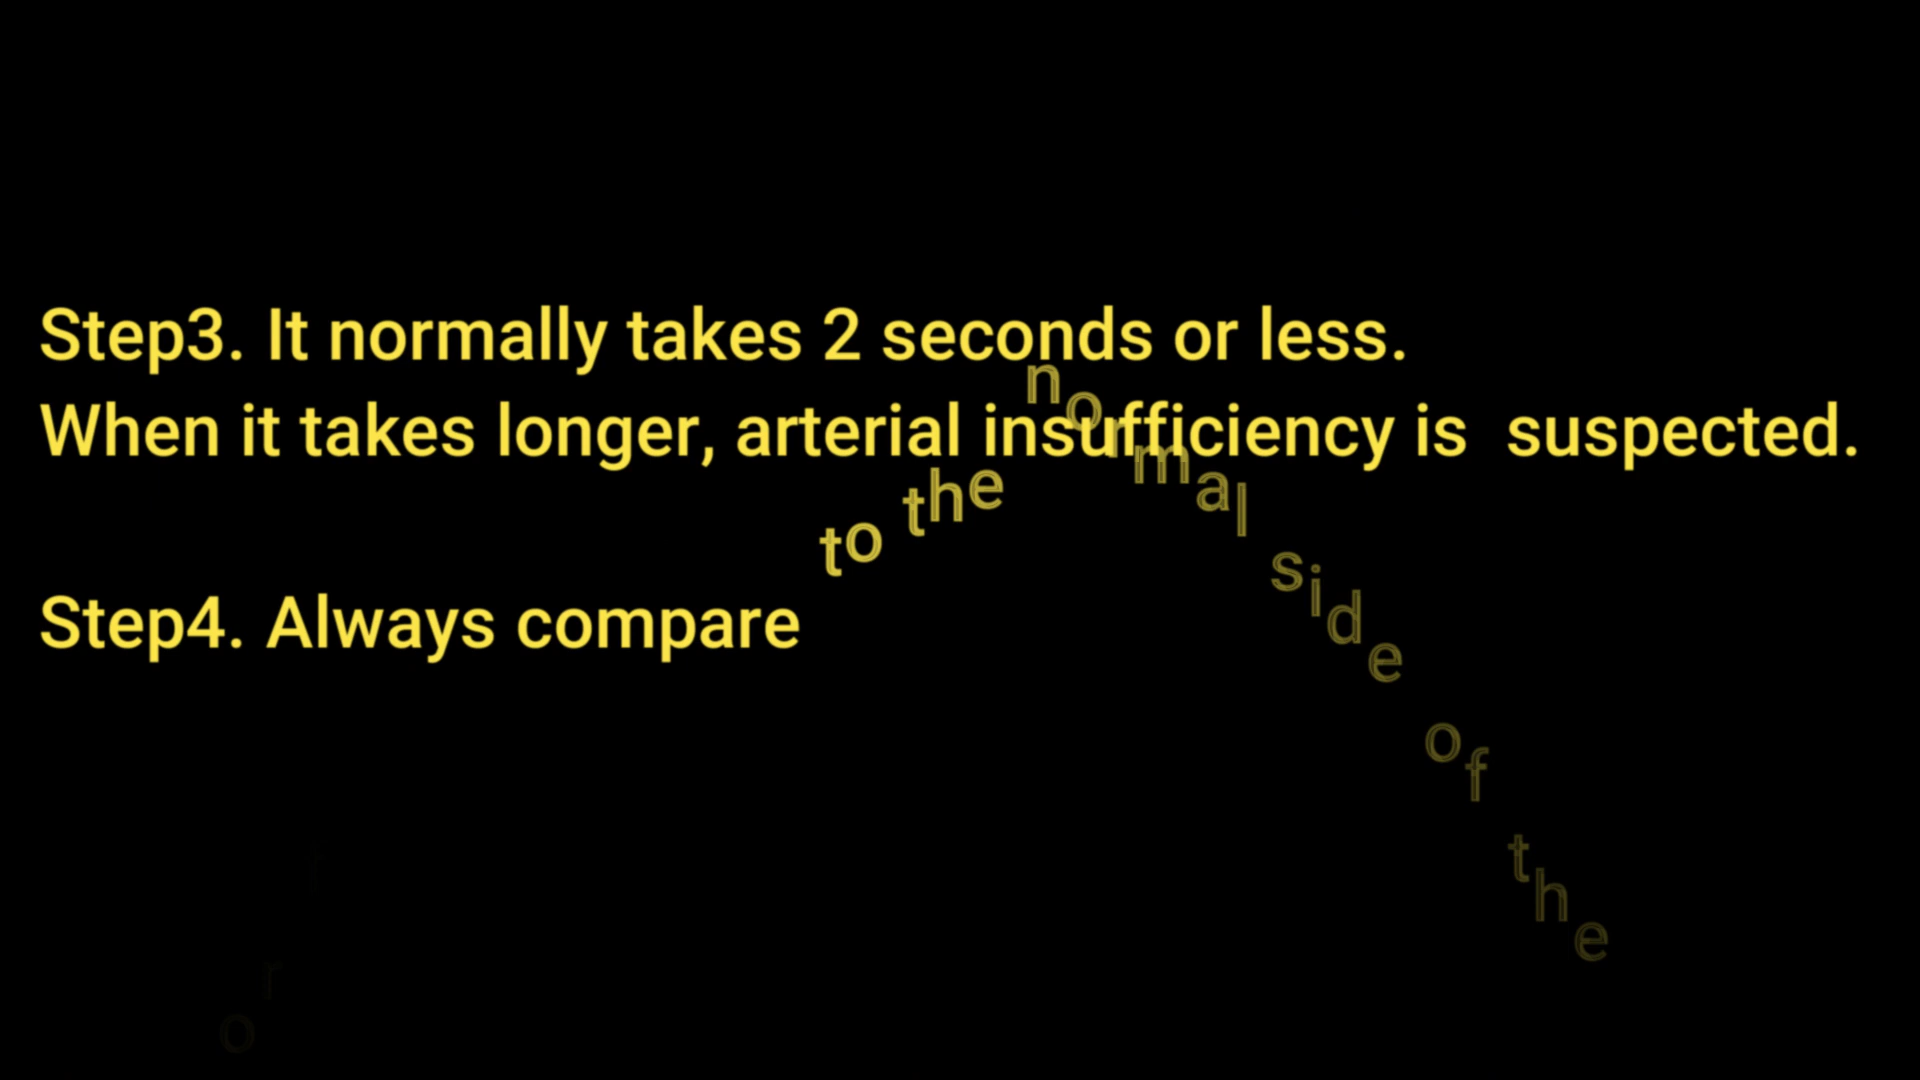 Step3. It normally takes 2 seconds or less.
When it takes longer, arterial insufficiency is  suspected.
Step4. Always compare to the normal side of the